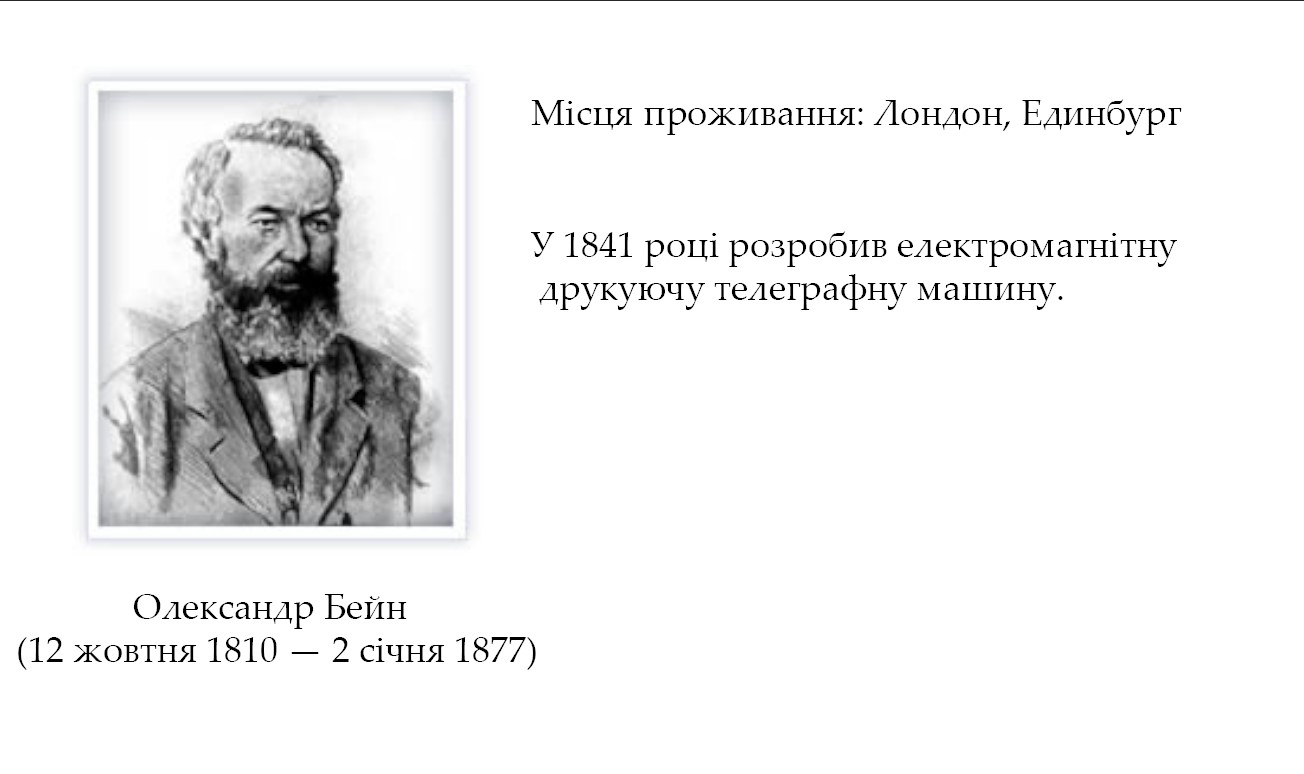 Місця проживання: Лондон, Единбург
У 1841 році розробив електромагнітну
друкуючу телеграфну машину.
Олександр Бейн
(12 жовтня 1810 — 2 січня 1877)